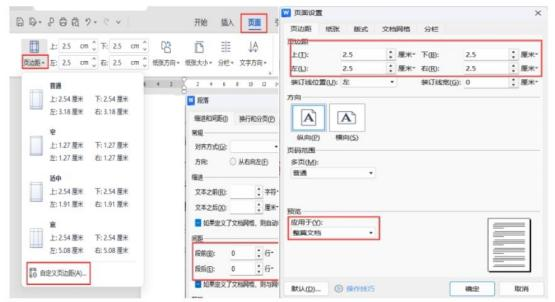 开始 插入 页面
上: 2.5 cm 下: 2.5 cm
页边距 左: 2.5 cm 右: 2.5 cm 纸张方向 纸张大小 分栏 文字方向
普通
上: 2.54 厘米 下: 2.54 厘米
左: 3.18 厘米 右: 3.18 厘米
窄
上: 1.27 厘米 下: 1.27 厘米
左: 1.27 厘米 右: 1.27 厘米
适中
上: 2.54 厘米 下: 2.54 厘米
左: 1.91 厘米 右: 1.91 厘米
宽
上: 2.54 厘米 下: 2.54 厘米
左: 5.08 厘米 右: 5.08 厘米
自定义页边距(A)...
段落
缩进和间距(I) 换行和分页(P)
常规
对齐方式(G):
方向: 从右向左(F)
缩进
文本之前(R): 字符
文本之后(X): 厘米
如果定义了文档网格, 则自动
间距
段前(B): 0 行
段后(E): 0 行
如果定义了文档网格, 则与网
页面设置
页边距 纸张 版式 文档网格 分栏
页边距
上(T): 2.5 厘米 下(B): 2.5 厘米
左(L): 2.5 厘米 右(R): 2.5 厘米
装订线位置(U): 左 装订线宽(G): 0 厘米
方向
纵向(P) 横向(S)
页码范围
多页(M):
普通
预览
应用于(Y):
整篇文档
默认(D)... 操作技巧 确定 取消